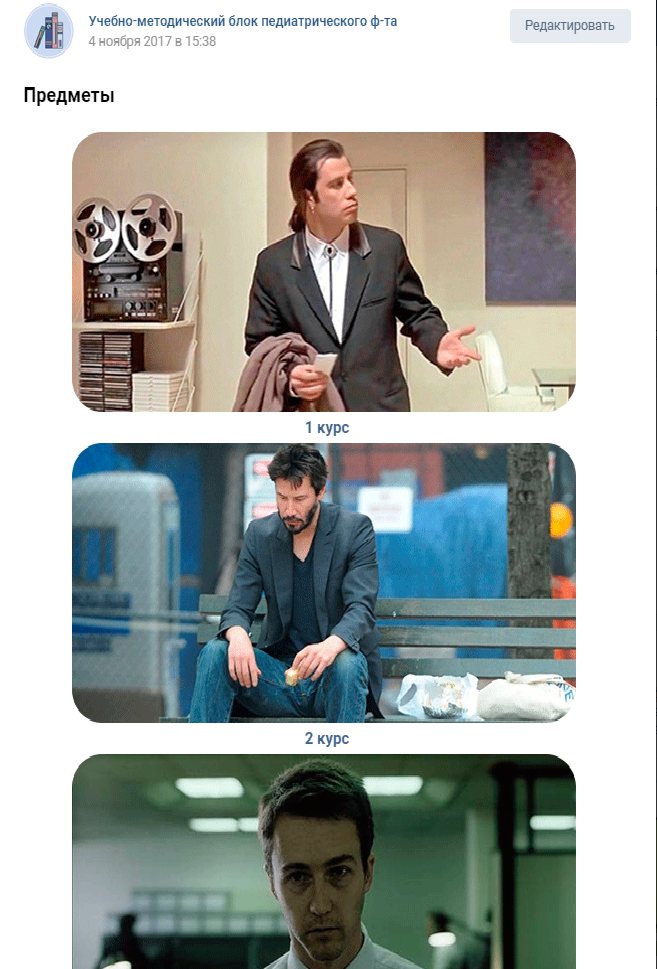 Учебно-методический блок педиатрического ф-та
4 ноября 2017 в 15:38
Редактировать
Предметы
1 курс
2 курс